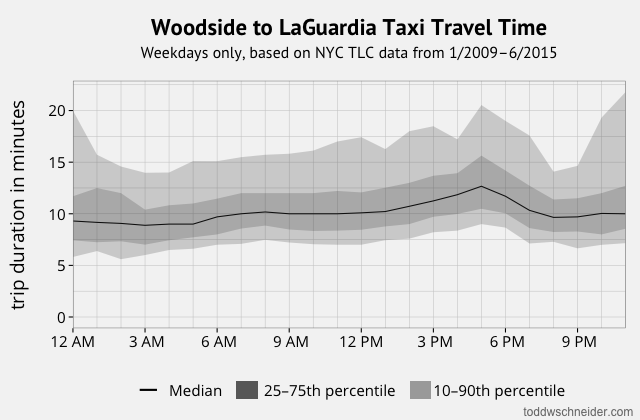 Woodside to LaGuardia Taxi Travel Time
Weekdays only, based on NYC TLC data from 1/2009–6/2015
trip duration in minutes
20
15
10
5
0
12 AM 3 AM 6 AM 9 AM 12 PM 3 PM 6 PM 9 PM
Median 25–75th percentile 10–90th percentile
toddwschneider.com